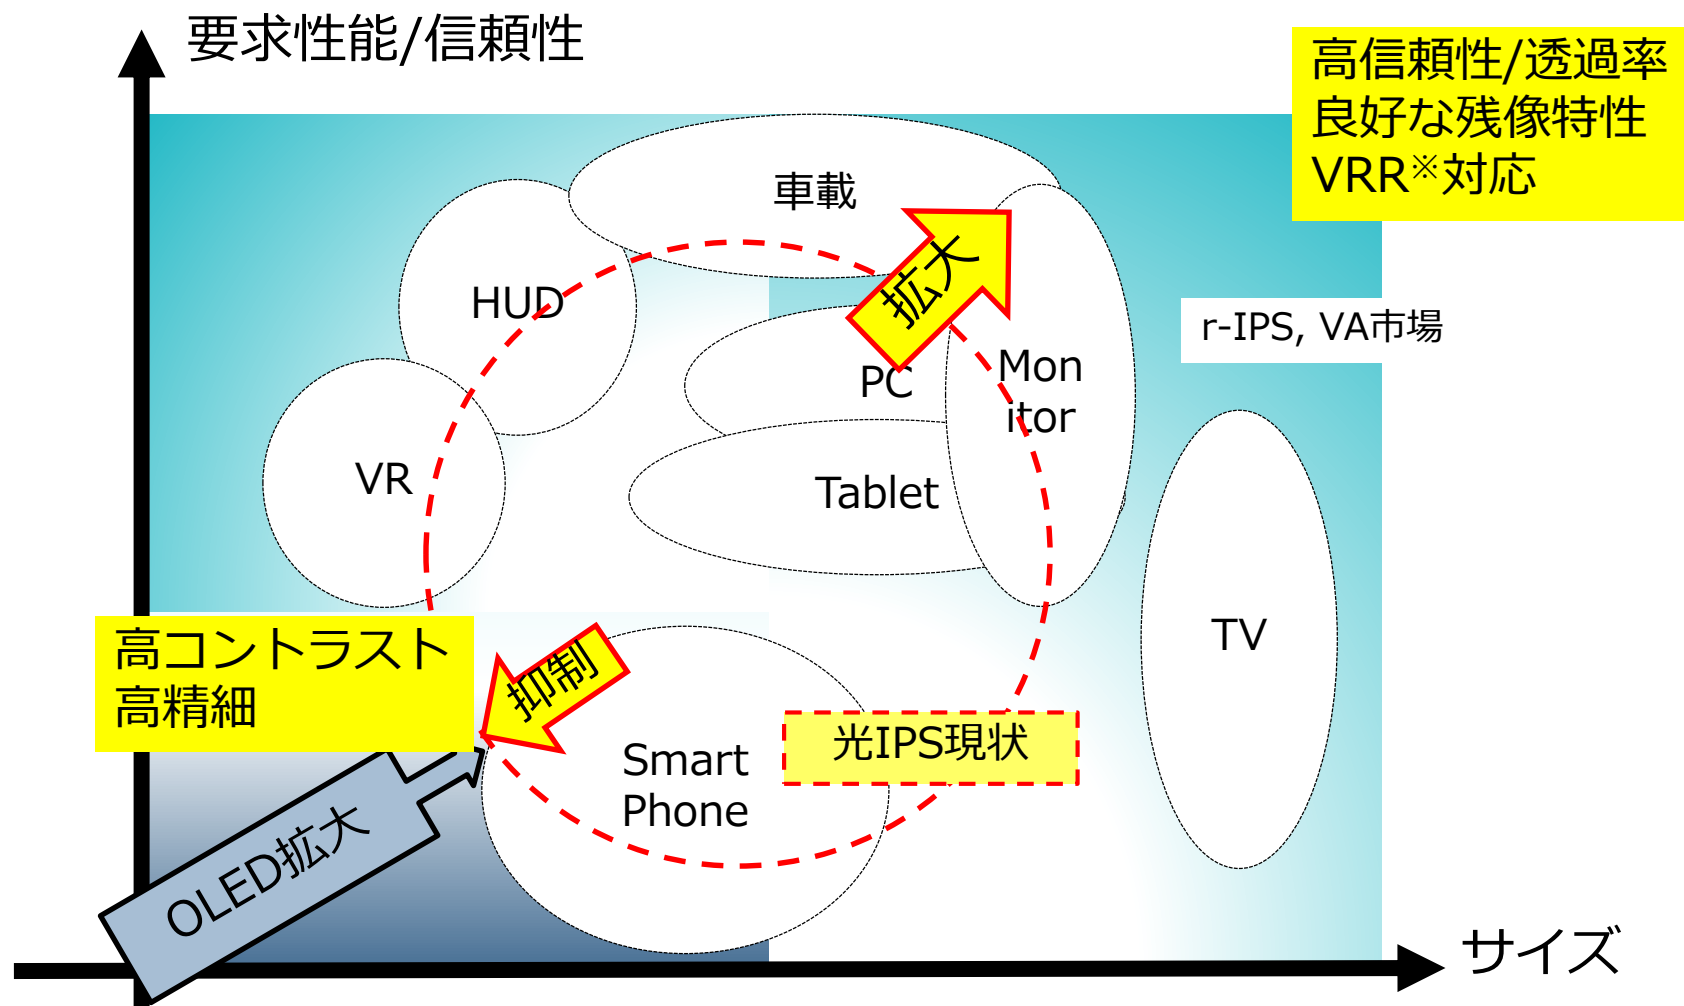 要求性能/信頼性
高信頼性/透過率
良好な残像特性
VRR※対応
車載
拡大
HUD
r-IPS, VA市場
PC
Mon
itor
VR
Tablet
TV
高コントラスト
高精細
抑制
光IPS現状
Smart
Phone
OLED拡大
サイズ